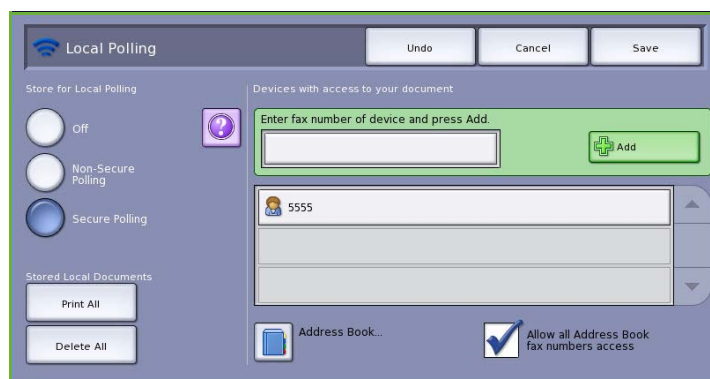 Local Polling
Undo
Cancel
Save
Store for Local Polling
Off
Non-Secure
Polling
Secure Polling
Stored Local Documents
Print All
Delete All
Devices with access to your document
Enter fax number of device and press Add.
Add
5555
Address Book...
Allow all Address Book
fax numbers access